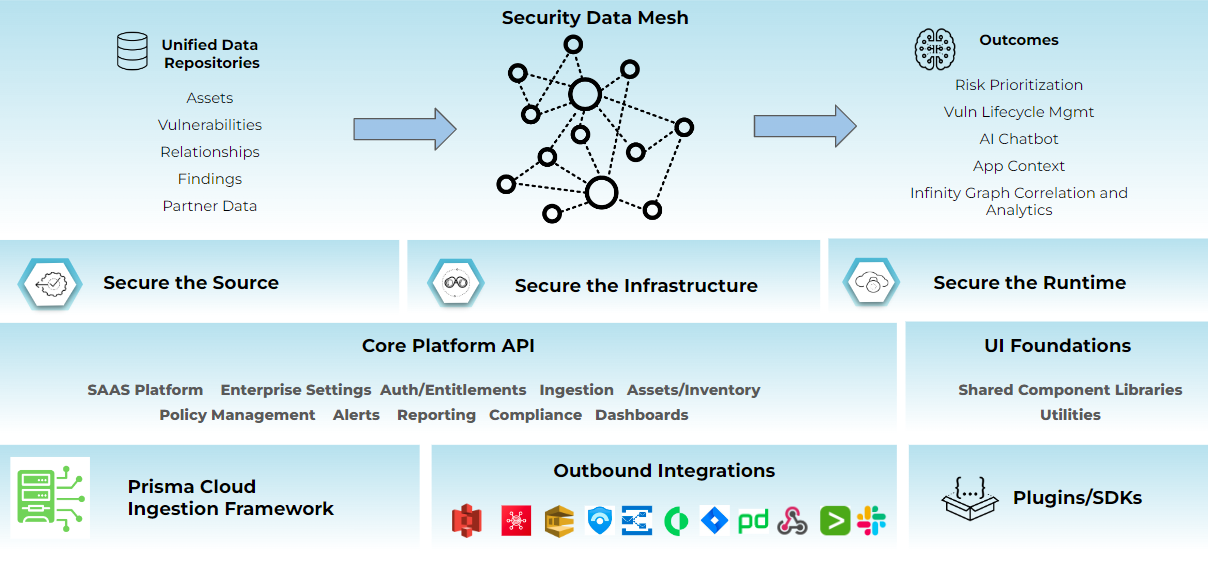 Security Data Mesh
Unified Data
Repositories
Assets
Vulnerabilities
Relationships
Findings
Partner Data
Outcomes
Risk Prioritization
Vuln Lifecycle Mgmt
AI Chatbot
App Context
Infinity Graph Correlation and
Analytics
Secure the Source
Secure the Infrastructure
Secure the Runtime
Core Platform API
SAAS Platform Enterprise Settings Auth/Entitlements Ingestion Assets/Inventory
Policy Management Alerts Reporting Compliance Dashboards
UI Foundations
Shared Component Libraries
Utilities
Prisma Cloud
Ingestion Framework
Outbound Integrations
pd
{...}
Plugins/SDKs